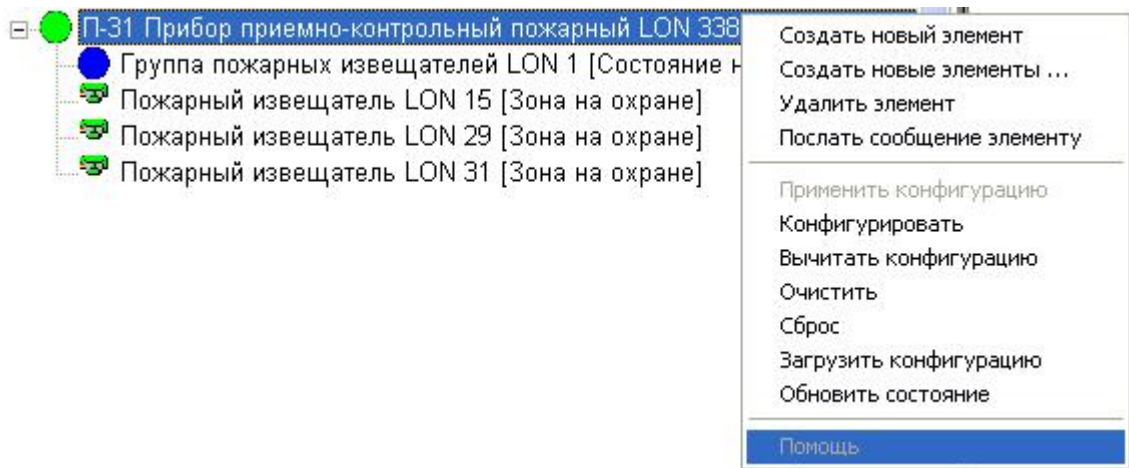 П-31 Прибор приемно-контрольный пожарный LON 338
Группа пожарных извещателей LON 1 [Состояние н
Пожарный извещатель LON 15 [Зона на охране]
Пожарный извещатель LON 29 [Зона на охране]
Пожарный извещатель LON 31 [Зона на охране]
Создать новый элемент
Создать новые элементы ...
Удалить элемент
Послать сообщение элементу
Применить конфигурацию
Конфигурировать
Вычитать конфигурацию
Очистить
Сброс
Загрузить конфигурацию
Обновить состояние
Помощь